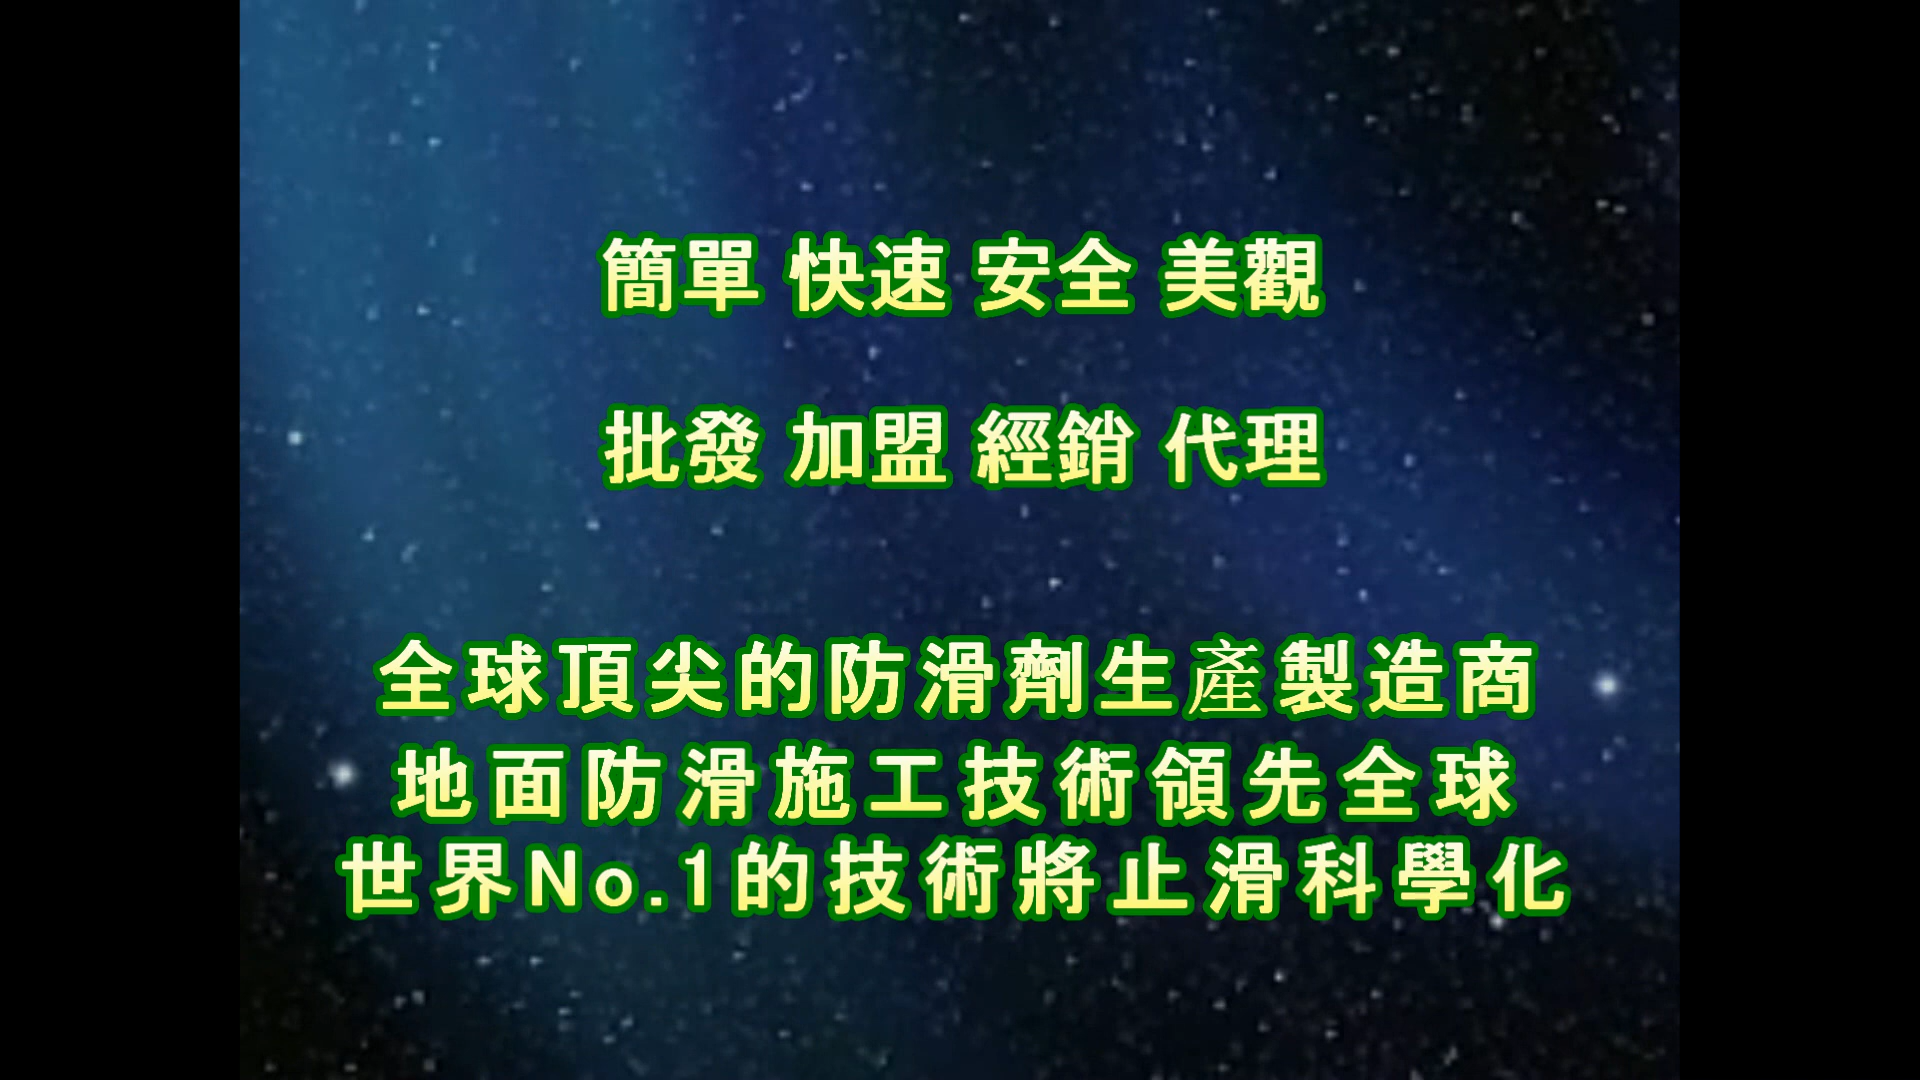 簡單 快速 安全 美觀
批發 加盟 經銷 代理
全球頂尖的防滑劑生產製造商
地面防滑施工技術領先全球
世界No.1的技術將止滑科學化